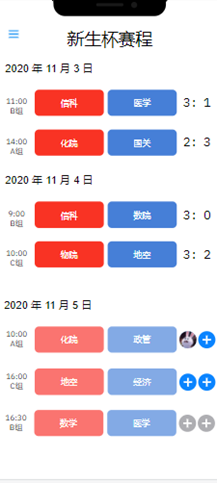 新生杯赛程
2020 年 11 月 3 日
11:00 信科 医学 3: 1
B组
14:00 化院 国关 2: 3
A组
2020 年 11 月 4 日
9:00 信科 数院 3: 0
B组
10:00 物院 地空 3: 2
C组
2020 年 11 月 5 日
10:00 化院 政管
A组
16:00 地空 经济
C组
16:30 数学 医学
B组